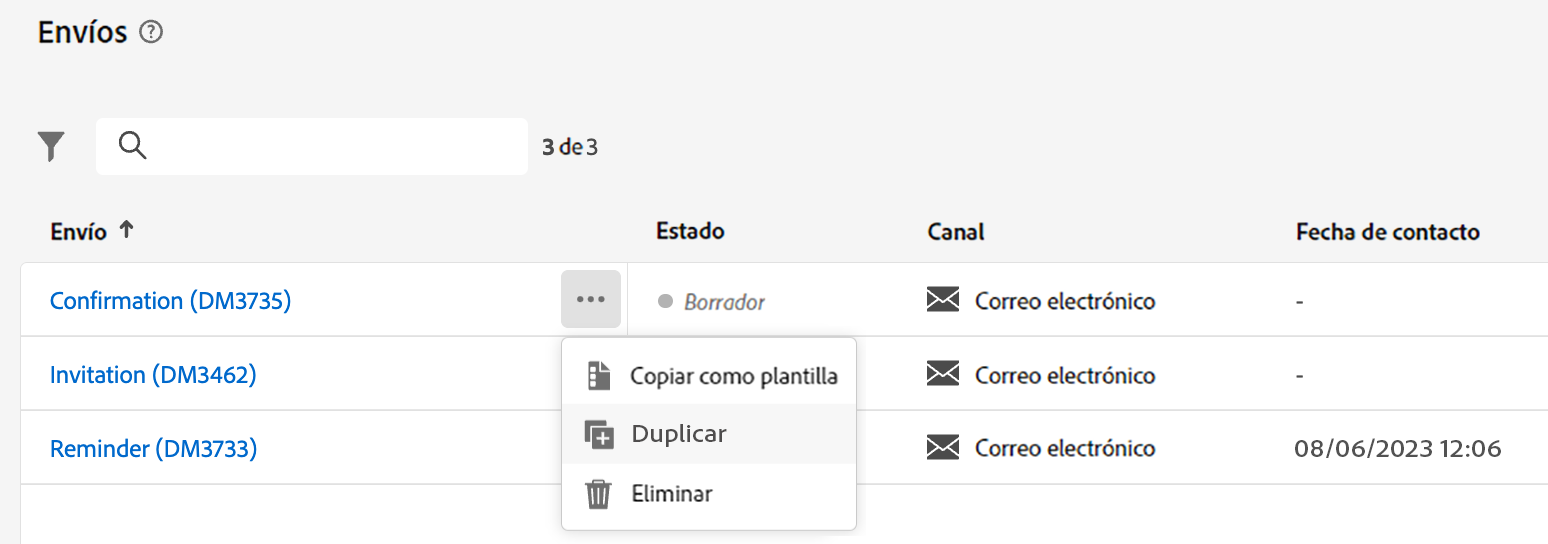 Envíos ?
3 de 3
Envío ↑ Estado Canal Fecha de contacto
Confirmation (DM3735) ••• Borrador Correo electrónico -
Invitation (DM3462) Copiar como plantilla Correo electrónico -
Duplicar
Reminder (DM3733) Correo electrónico 08/06/2023 12:06
Eliminar